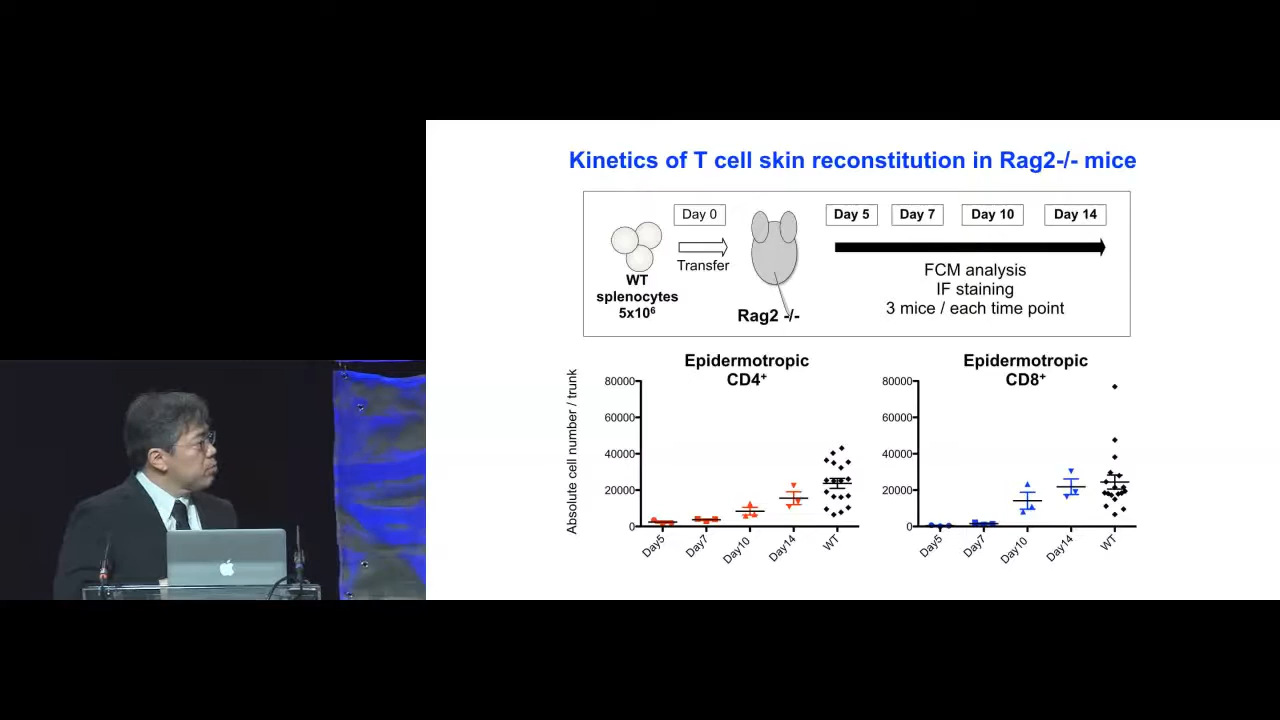 Kinetics of T cell skin reconstitution in Rag2-/- mice
Day 0
Day 5
Day 7
Day 10
Day 14
Transfer
WT
splenocytes
5x10⁶
Rag2 -/-
FCM analysis
IF staining
3 mice / each time point
Epidermotropic
CD4⁺
Absolute cell number / trunk
80000
60000
40000
20000
0
Day5
Day7
Day10
Day14
WT
Epidermotropic
CD8⁺
80000
60000
40000
20000
0
Day5
Day7
Day10
Day14
WT